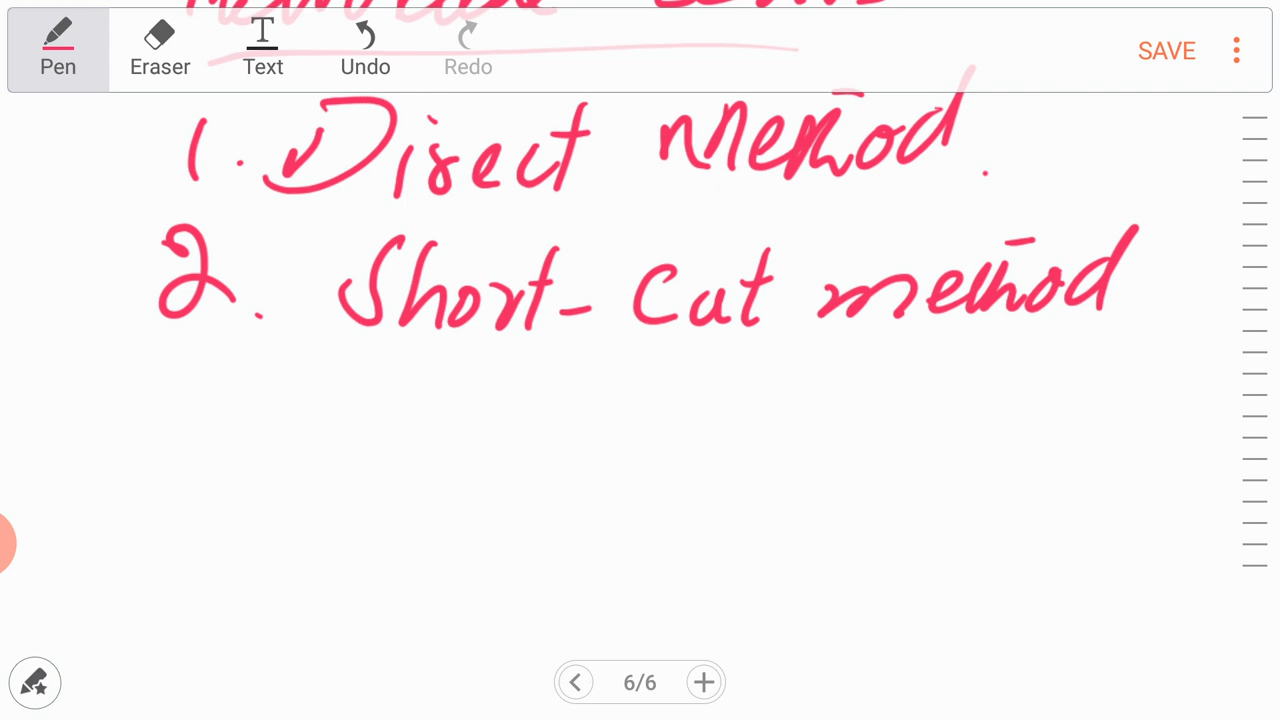 Pen Eraser Text Undo Redo SAVE
1. Direct Method.
2. Short-Cut method
6/6